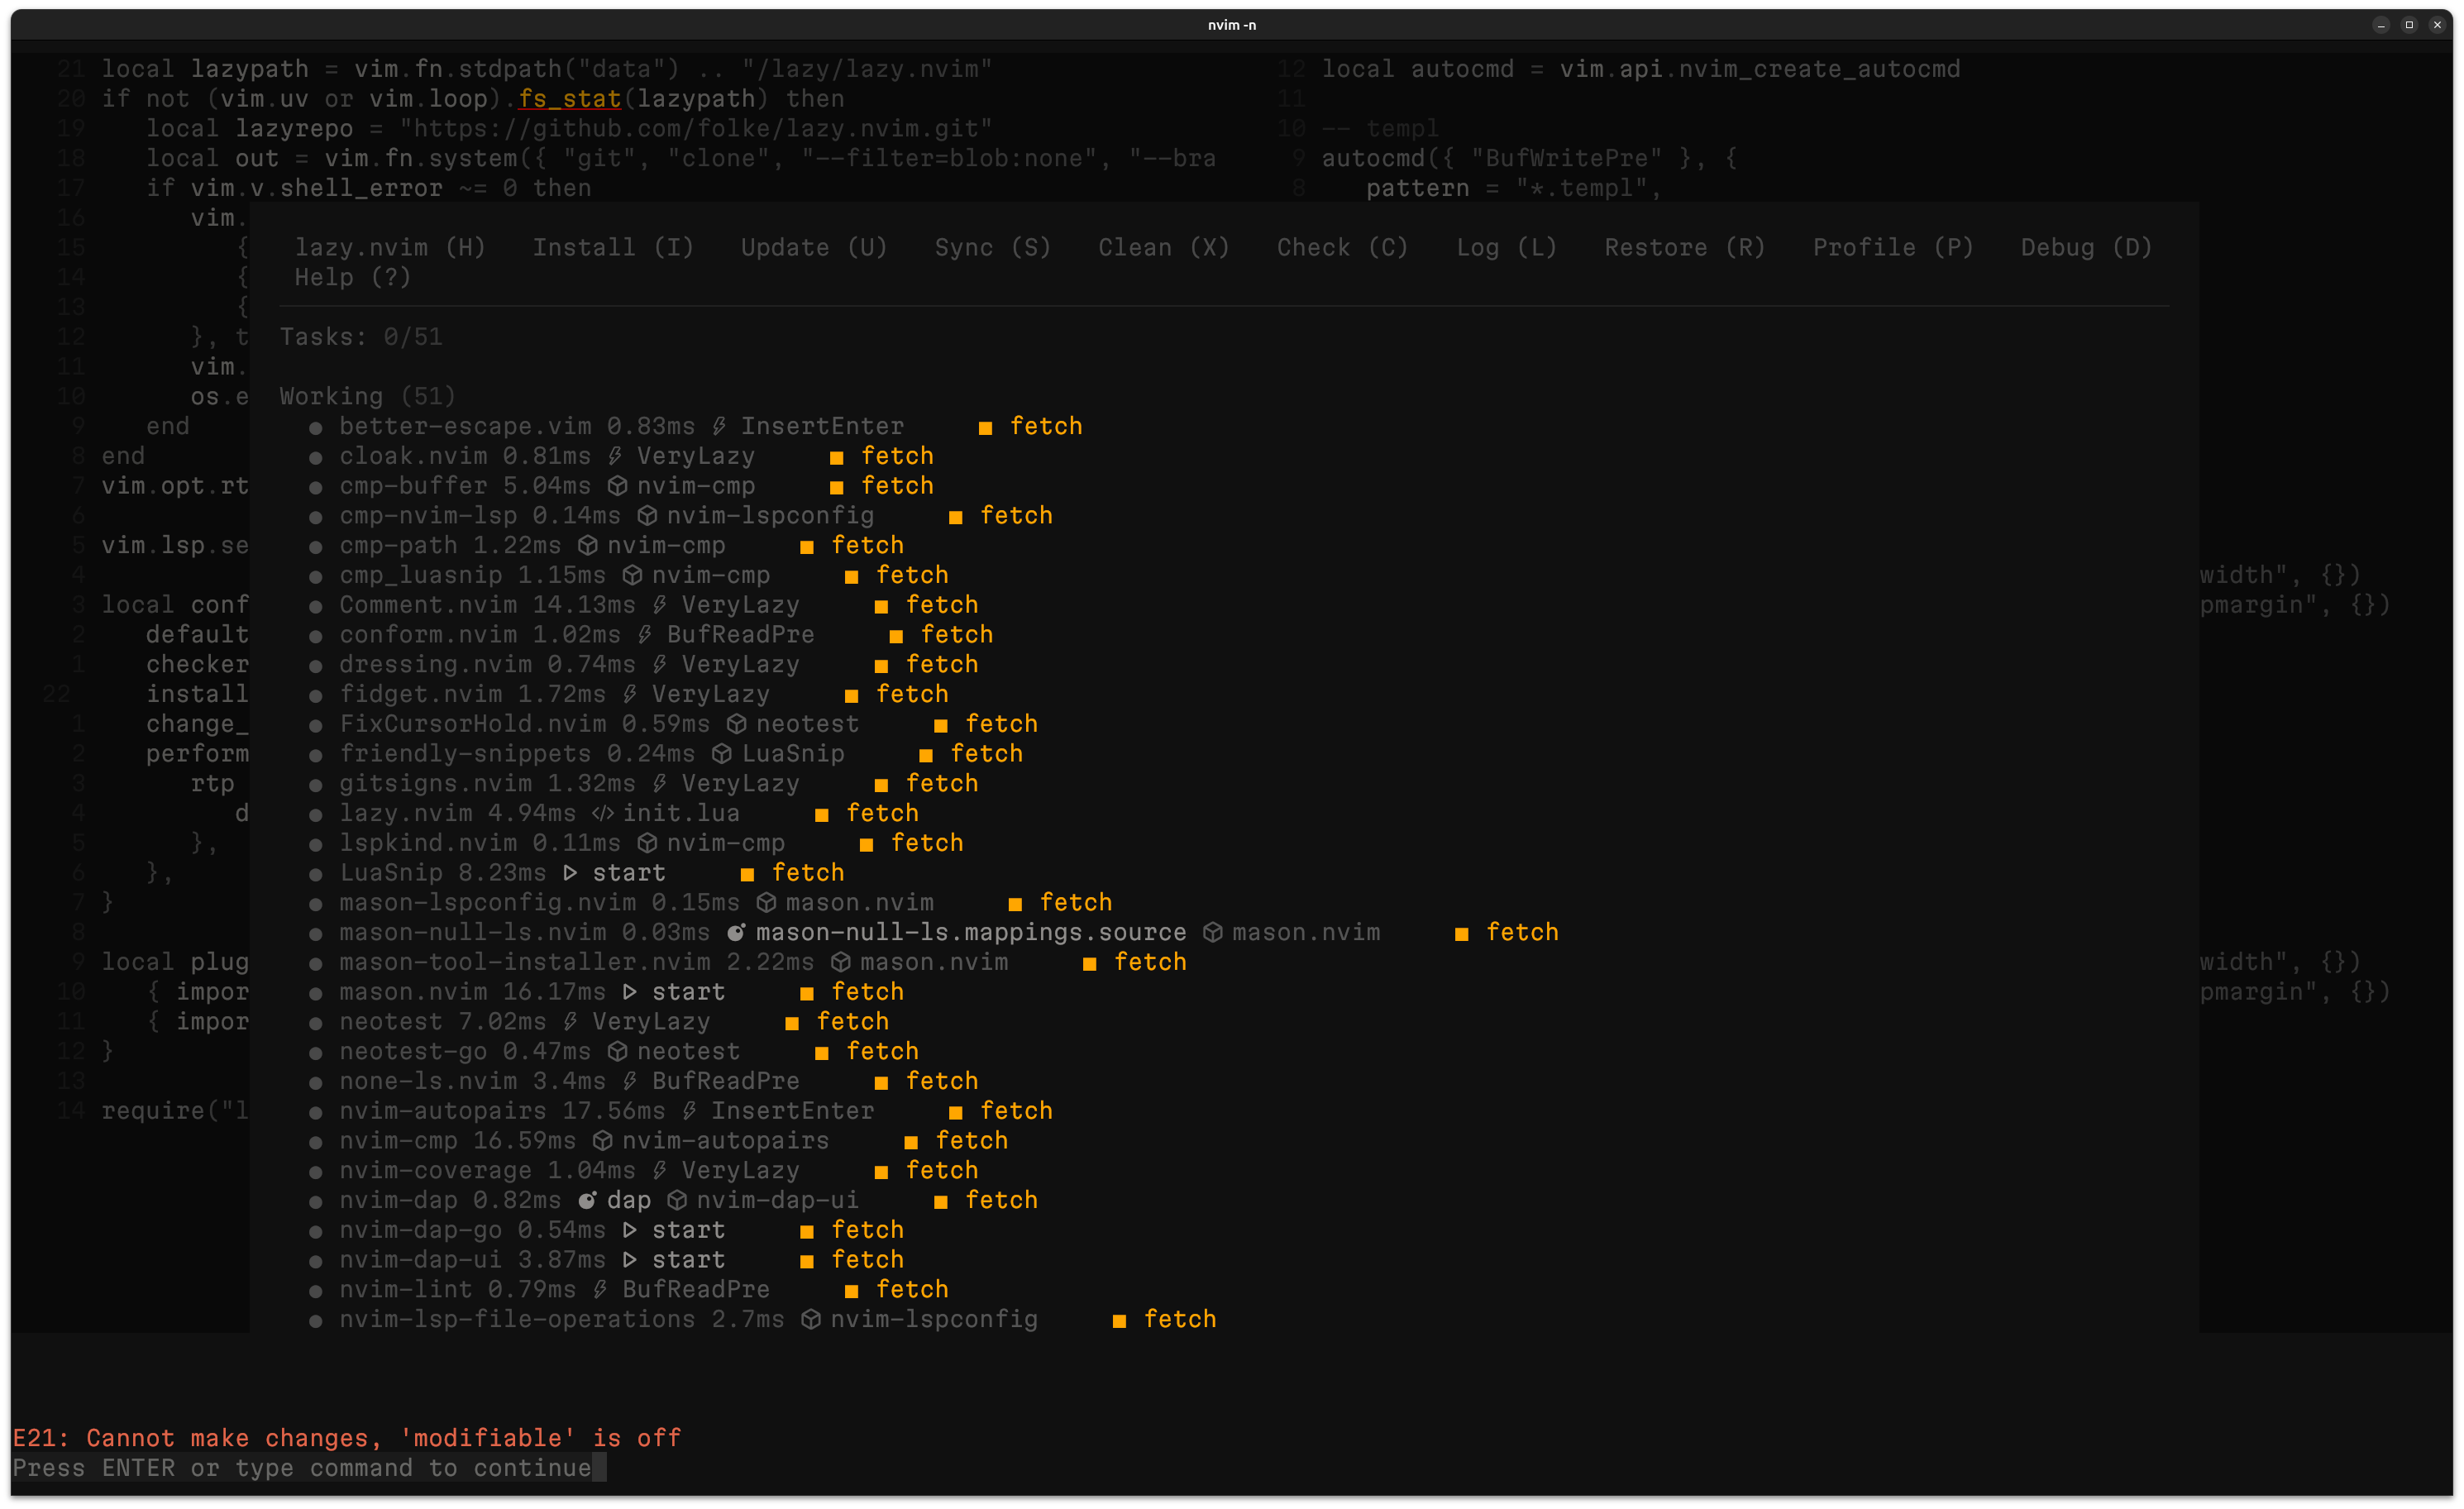 nvim -n
21 local lazypath = vim.fn.stdpath("data") .. "/lazy/lazy.nvim"
20 if not (vim.uv or vim.loop).fs_stat(lazypath) then
19 local lazyrepo = "https://github.com/folke/lazy.nvim.git"
18 local out = vim.fn.system({ "git", "clone", "--filter=blob:none", "--bra
17 if vim.v.shell_error ~= 0 then
16 vim.
15 {
14 {
13 {
12 }, t
11 vim.
10 os.e
9 end
8 end
7 vim.opt.rt
6
5 vim.lsp.se
4
3 local conf
2 default
1 checker
22 install
1 change_
2 perform
3 rtp
4 d
5 },
6 },
7 }
8
9 local plug
10 { impor
11 { impor
12 }
13
14 require("l
12 local autocmd = vim.api.nvim_create_autocmd
11
10 -- templ
9 autocmd({ "BufWritePre" }, {
8 pattern = "*.templ",
width", {})
pmargin", {})
width", {})
pmargin", {})
lazy.nvim (H) Install (I) Update (U) Sync (S) Clean (X) Check (C) Log (L) Restore (R) Profile (P) Debug (D)
Help (?)
Tasks: 0/51
Working (51)
● better-escape.vim 0.83ms InsertEnter ■ fetch
● cloak.nvim 0.81ms VeryLazy ■ fetch
● cmp-buffer 5.04ms nvim-cmp ■ fetch
● cmp-nvim-lsp 0.14ms nvim-lspconfig ■ fetch
● cmp-path 1.22ms nvim-cmp ■ fetch
● cmp_luasnip 1.15ms nvim-cmp ■ fetch
● Comment.nvim 14.13ms VeryLazy ■ fetch
● conform.nvim 1.02ms BufReadPre ■ fetch
● dressing.nvim 0.74ms VeryLazy ■ fetch
● fidget.nvim 1.72ms VeryLazy ■ fetch
● FixCursorHold.nvim 0.59ms neotest ■ fetch
● friendly-snippets 0.24ms LuaSnip ■ fetch
● gitsigns.nvim 1.32ms VeryLazy ■ fetch
● lazy.nvim 4.94ms </> init.lua ■ fetch
● lspkind.nvim 0.11ms nvim-cmp ■ fetch
● LuaSnip 8.23ms start ■ fetch
● mason-lspconfig.nvim 0.15ms mason.nvim ■ fetch
● mason-null-ls.nvim 0.03ms mason-null-ls.mappings.source mason.nvim ■ fetch
● mason-tool-installer.nvim 2.22ms mason.nvim ■ fetch
● mason.nvim 16.17ms start ■ fetch
● neotest 7.02ms VeryLazy ■ fetch
● neotest-go 0.47ms neotest ■ fetch
● none-ls.nvim 3.4ms BufReadPre ■ fetch
● nvim-autopairs 17.56ms InsertEnter ■ fetch
● nvim-cmp 16.59ms nvim-autopairs ■ fetch
● nvim-coverage 1.04ms VeryLazy ■ fetch
● nvim-dap 0.82ms dap nvim-dap-ui ■ fetch
● nvim-dap-go 0.54ms start ■ fetch
● nvim-dap-ui 3.87ms start ■ fetch
● nvim-lint 0.79ms BufReadPre ■ fetch
● nvim-lsp-file-operations 2.7ms nvim-lspconfig ■ fetch
E21: Cannot make changes, 'modifiable' is off
Press ENTER or type command to continue